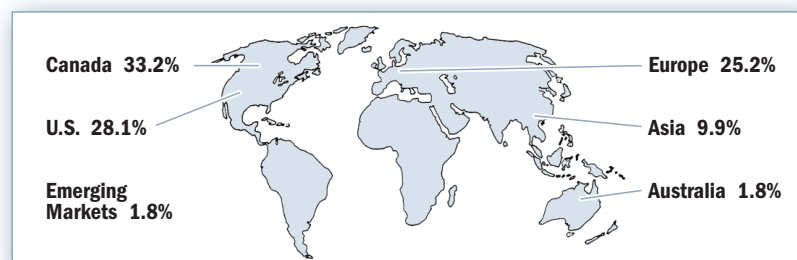 Canada 33.2%
U.S. 28.1%
Emerging
Markets 1.8%
Europe 25.2%
Asia 9.9%
Australia 1.8%